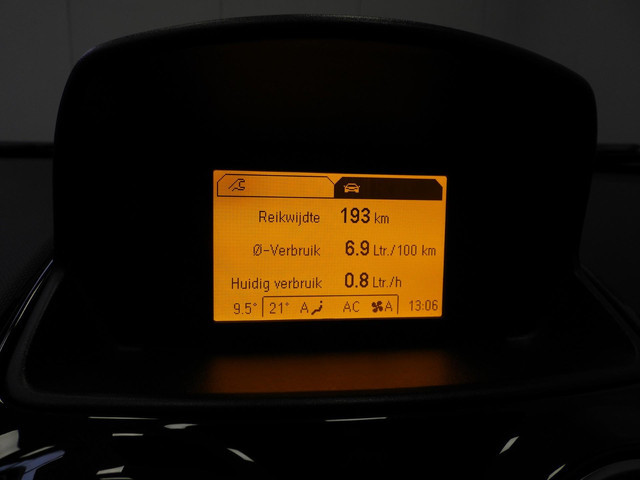 Reikwijdte 193 km
Ø-Verbruik 6.9 Ltr./100 km
Huidig verbruik 0.8 Ltr./h
9.5° 21° A AC A 13:06